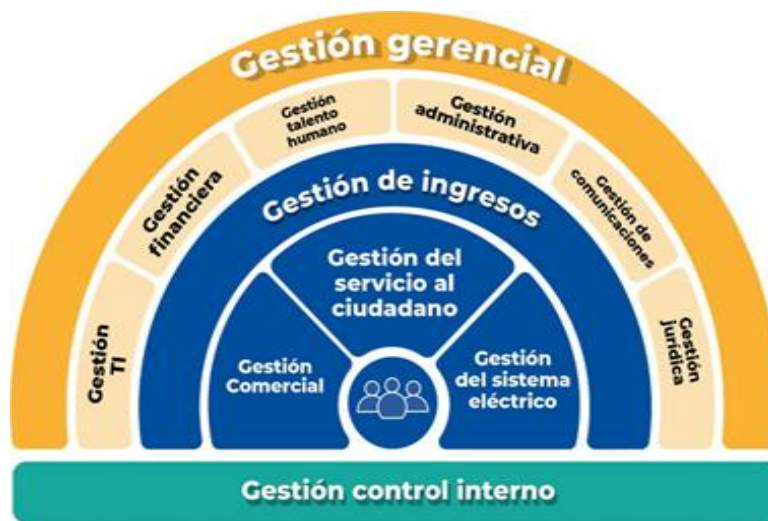 Gestión gerencial
Gestión
TI
Gestión
financiera
Gestión
talento
humano
Gestión
administrativa
Gestión de
comunicaciones
Gestión
jurídica
Gestión de ingresos
Gestión
Comercial
Gestión del
servicio al
ciudadano
Gestión
del sistema
eléctrico
Gestión control interno